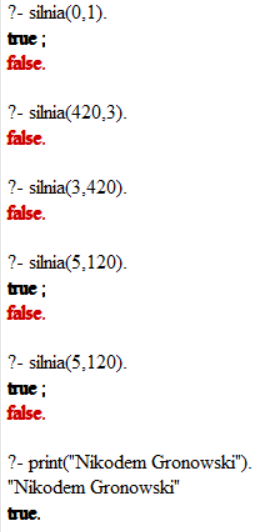 ?- silnia(0,1).
true ;
false.
?- silnia(420,3).
false.
?- silnia(3,420).
false.
?- silnia(5,120).
true ;
false.
?- silnia(5,120).
true ;
false.
?- print("Nikodem Gronowski").
"Nikodem Gronowski"
true.